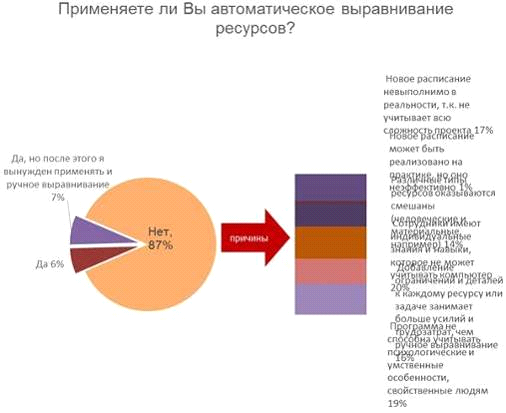 Применяете ли Вы автоматическое выравнивание
ресурсов?
Да, но после этого я
вынужден применять и
ручное выравнивание
7%
Да 6%
Нет,
87%
причины
Новое расписание
невыполнимо в
реальности, т.к. не
учитывает всю
сложность проекта 17%
Новое расписание
может быть
реализовано на
практике, но оно
неэффективно 1%
Различные типы
ресурсов оказываются
смешаны
(человеческие и
материальные,
например) 14%
Сотрудники имеют
индивидуальные
знания и навыки,
которое не может
учитывать компьютер
20%
Добавление
ограничений и деталей
к каждому ресурсу или
задаче занимает
больше усилий и
трудозатрат, чем
ручное выравнивание
16%
Программа не
способна учитывать
психологические и
умственные
особенности,
свойственные людям
19%